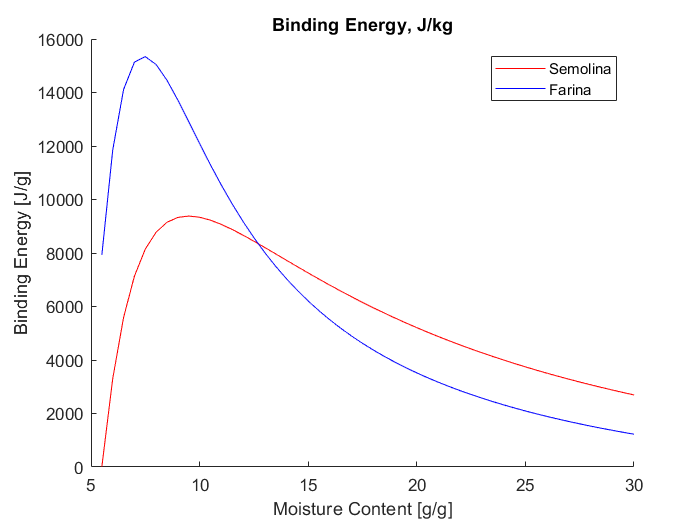 Binding Energy, J/kg
Semolina
Farina
Binding Energy [J/g]
16000
14000
12000
10000
8000
6000
4000
2000
0
5 10 15 20 25 30
Moisture Content [g/g]